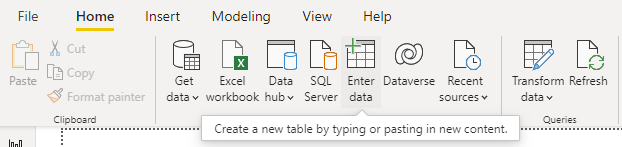 File Home Insert Modeling View Help
Paste
Cut
Copy
Format painter
Get data
Excel workbook
Data hub
SQL Server
Enter data
Dataverse
Recent sources
Transform data
Refresh
Clipboard
Queries
Create a new table by typing or pasting in new content.